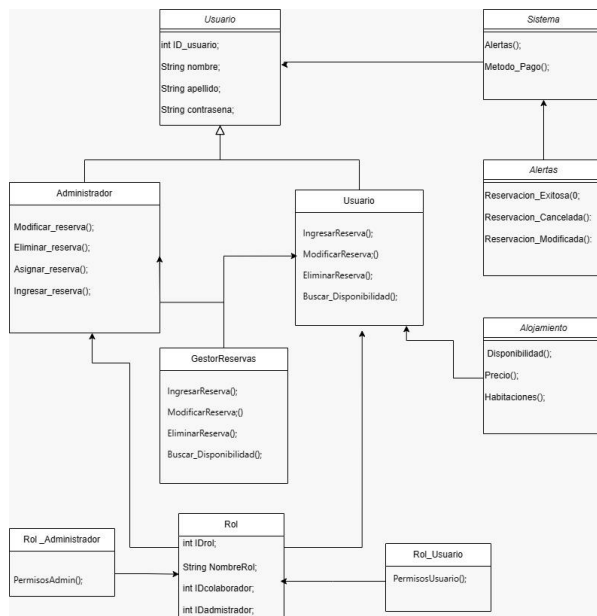 Usuario
int ID_usuario;
String nombre;
String apellido;
String contrasena;
Sistema
Alertas();
Metodo_Pago();
Alertas
Reservacion_Exitosa(0;
Reservacion_Cancelada():
Reservacion_Modificada():
Administrador
Modificar_reserva();
Eliminar_reserva();
Asignar_reserva();
Ingresar_reserva();
Usuario
IngresarReserva();
ModificarReserva;()
EliminarReserva();
Buscar_Disponibilidad();
Alojamiento
Disponibilidad();
Precio();
Habitaciones();
GestorReservas
IngresarReserva();
ModificarReserva;()
EliminarReserva();
Buscar_Disponibilidad();
Rol _Administrador
PermisosAdmin();
Rol
int IDrol;
String NombreRol;
int IDcolaborador;
int IDadmistrador;
Rol_Usuario
PermisosUsuario();